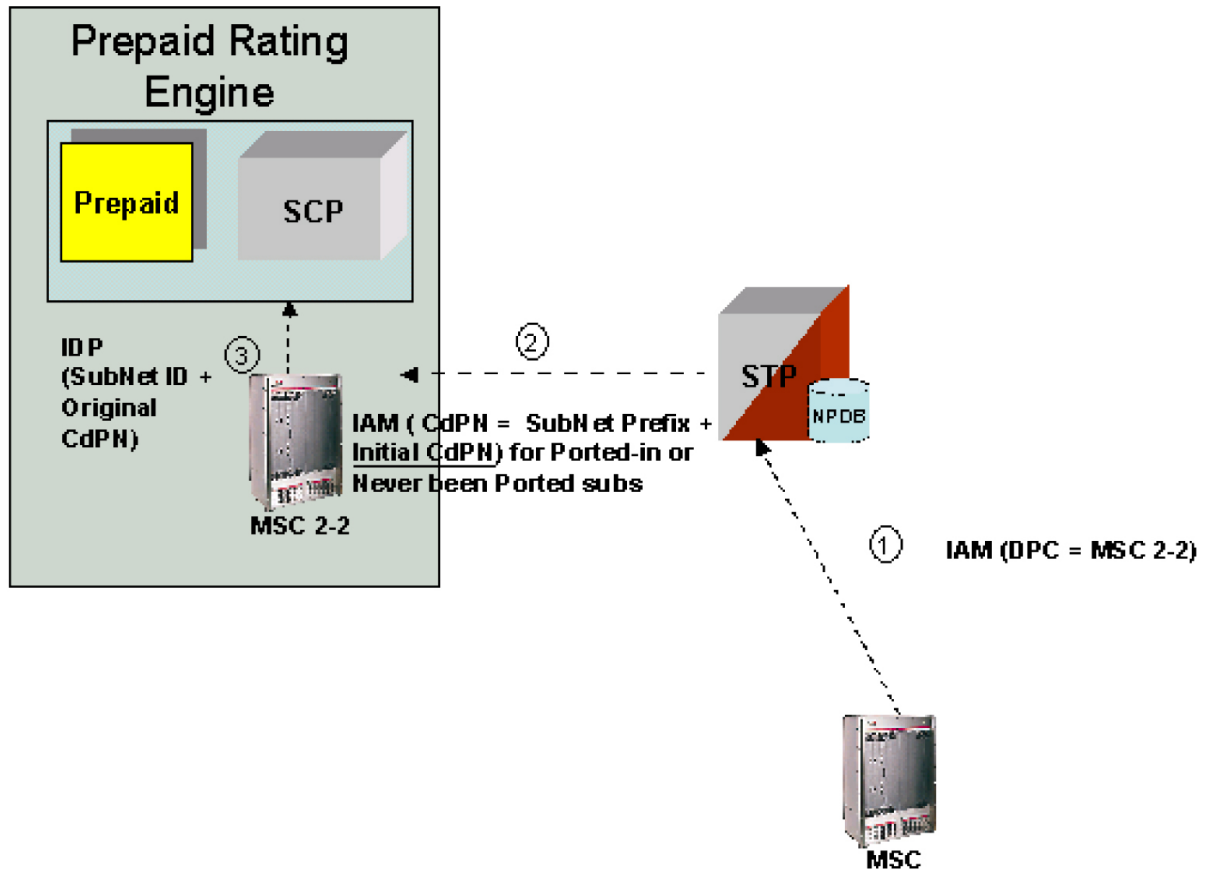 Prepaid Rating
Engine
Prepaid
SCP
IDP
(SubNet ID +
Original
CdPN)
3
MSC 2-2
2
IAM ( CdPN = SubNet Prefix +
Initial CdPN) for Ported-in or
Never been Ported subs
STP
NPDB
1
IAM (DPC = MSC 2-2)
MSC